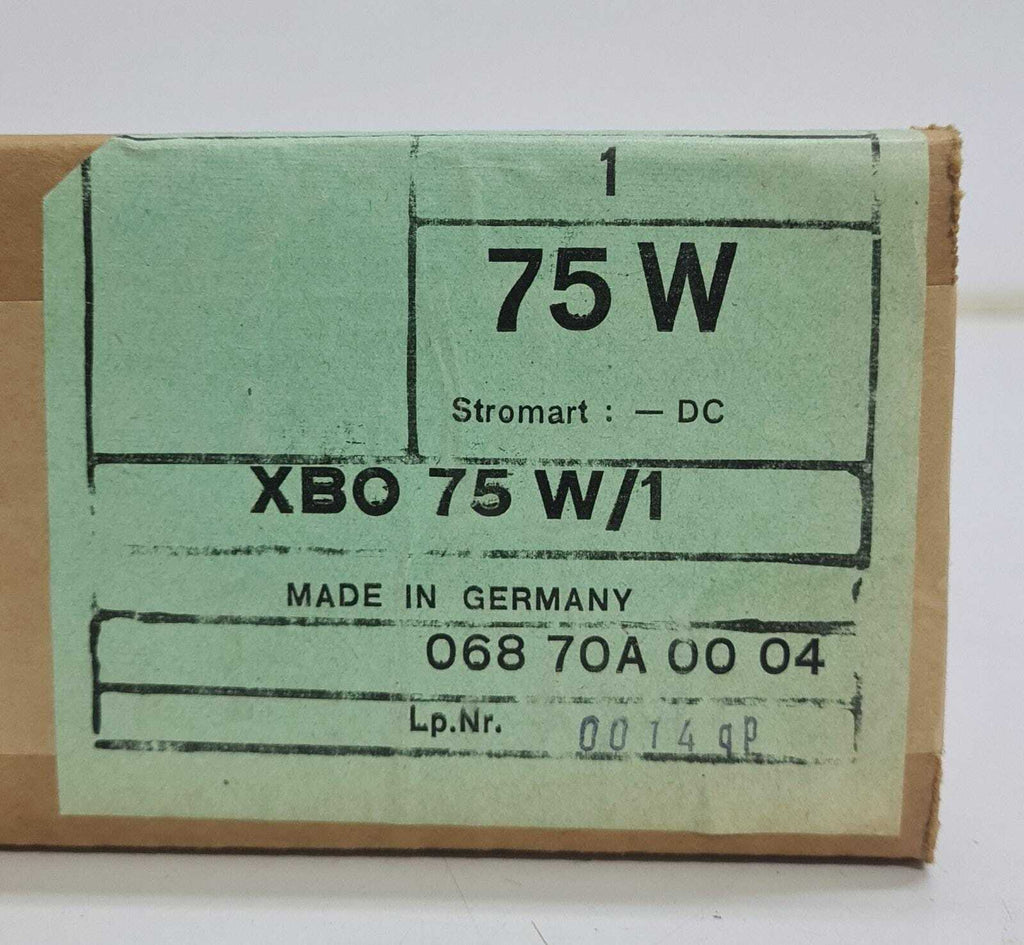 1
75 W
Stromart : — DC
XBO 75 W/1
MADE IN GERMANY
068 70A 00 04
Lp.Nr. 0014 qP